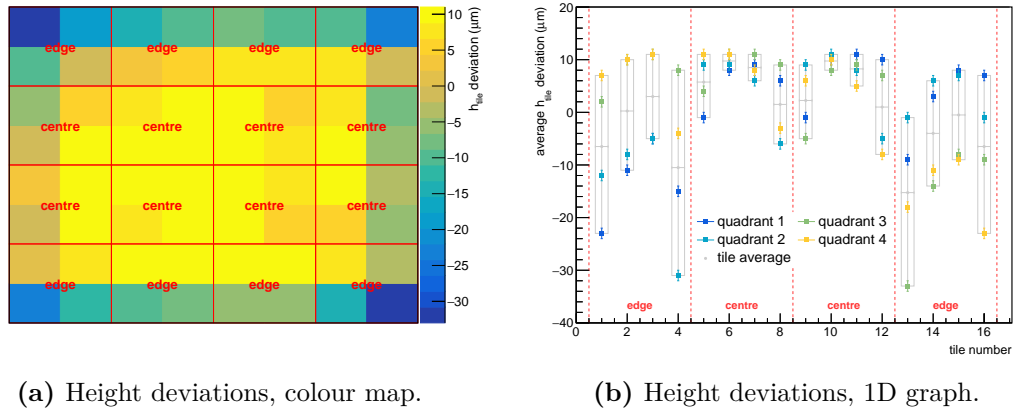 edge edge edge edge
centre centre centre centre
centre centre centre centre
edge edge edge edge
10
5
0
−5
−10
−15
−20
−25
−30
h tile deviation (μm)
average h tile deviation (μm)
20
10
0
−10
−20
−30
−40
quadrant 1 quadrant 3
quadrant 2 quadrant 4
tile average
edge centre centre edge
0 2 4 6 8 10 12 14 16
tile number
(a) Height deviations, colour map.
(b) Height deviations, 1D graph.